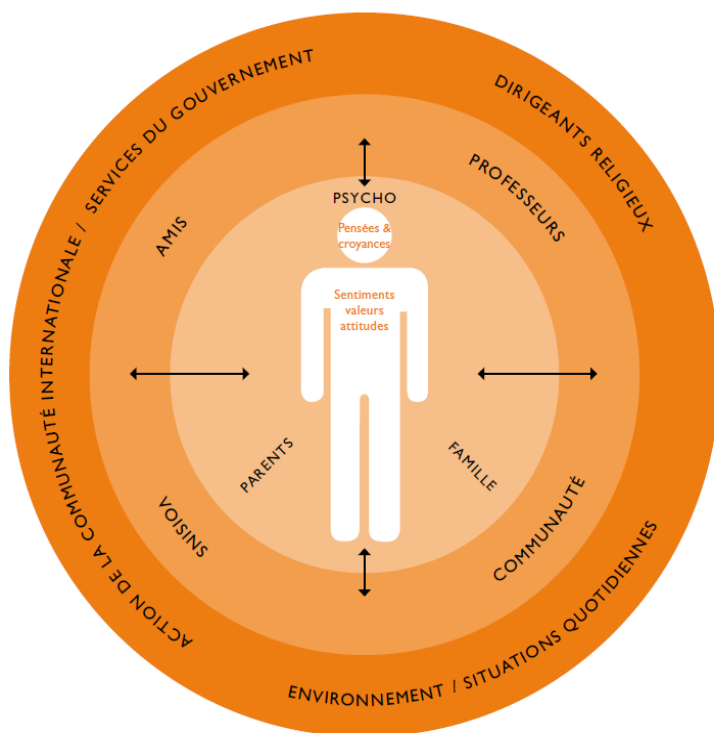 ACTION DE LA COMMUNAUTÉ INTERNATIONALE / SERVICES DU GOUVERNEMENT
DIRIGEANTS RELIGIEUX
AMIS
PROFESSEURS
PSYCHO
Pensées &
croyances
Sentiments
valeurs
attitudes
PARENTS
FAMILLE
VOISINS
COMMUNAUTÉ
ENVIRONNEMENT / SITUATIONS QUOTIDIENNES